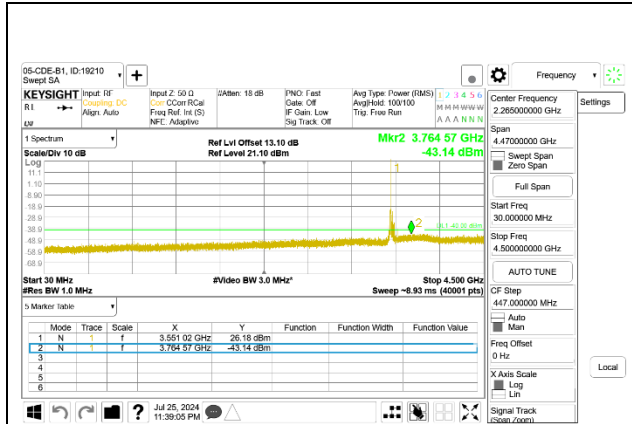 05-CDE-B1, ID:19210
Swept SA
Frequency
Settings
KEYSIGHT
RL
Input: RF
Coupling: DC
Align: Auto
Input Z: 50 Ω
Corr CCorr RCal
Freq Ref: Int (S)
NFE: Adaptive
#Atten: 18 dB
PNO: Fast
Gate: Off
IF Gain: Low
Sig Track: Off
Avg Type: Power (RMS)
Avg|Hold: 100/100
Trig: Free Run
1 2 3 4 5 6
M M M W W W
A A A N N N
1 Spectrum
Scale/Div 10 dB
Log
Ref Lvl Offset 13.10 dB
Ref Level 21.10 dBm
Mkr2 3.764 57 GHz
-43.14 dBm
11.1
1.10
-8.90
-18.9
-28.9
-38.9
-48.9
-58.9
-68.9
1
2
DL1 -40.00 dBm
Start 30 MHz
#Res BW 1.0 MHz
#Video BW 3.0 MHz*
Stop 4.500 GHz
Sweep ~8.93 ms (40001 pts)
5 Marker Table
Mode Trace Scale X Y Function Function Width Function Value
1 N 1 f 3.551 02 GHz 26.18 dBm
2 N 1 f 3.764 57 GHz -43.14 dBm
3
4
5
6
Center Frequency
2.265000000 GHz
Span
4.47000000 GHz
Swept Span
Zero Span
Full Span
Start Freq
30.000000 MHz
Stop Freq
4.500000000 GHz
AUTO TUNE
CF Step
447.000000 MHz
Auto
Man
Freq Offset
0 Hz
X Axis Scale
Log
Lin
Signal Track
(Span Zoom)
Local
?
Jul 25, 2024
11:39:05 PM